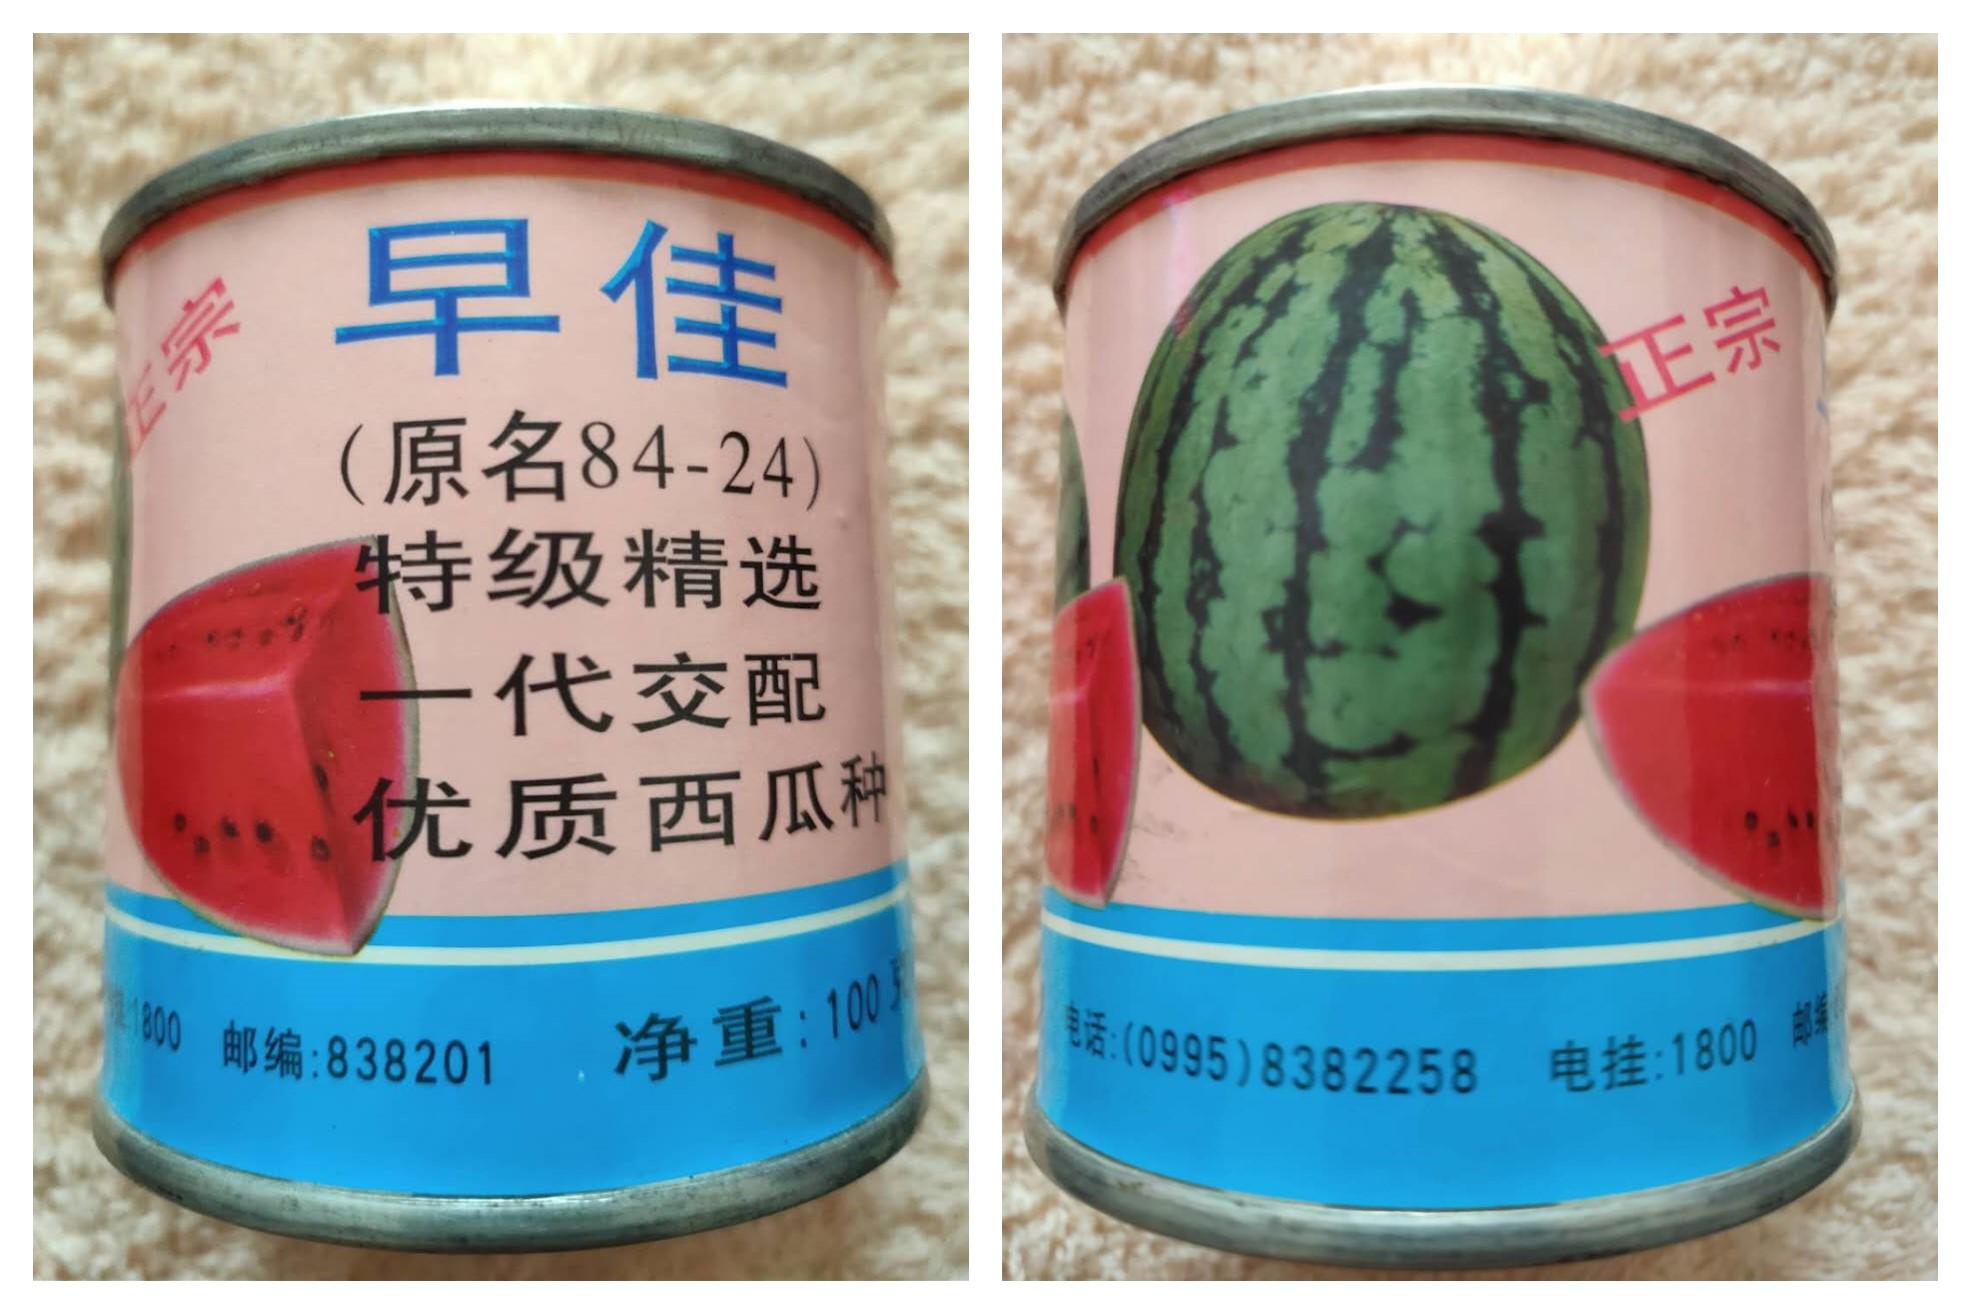 正宗
早佳
(原名84-24)
特级精选
一代交配
优质西瓜种
1800 邮编:838201 净重:100
正宗
电话:(0995)8382258 电挂:1800 邮编